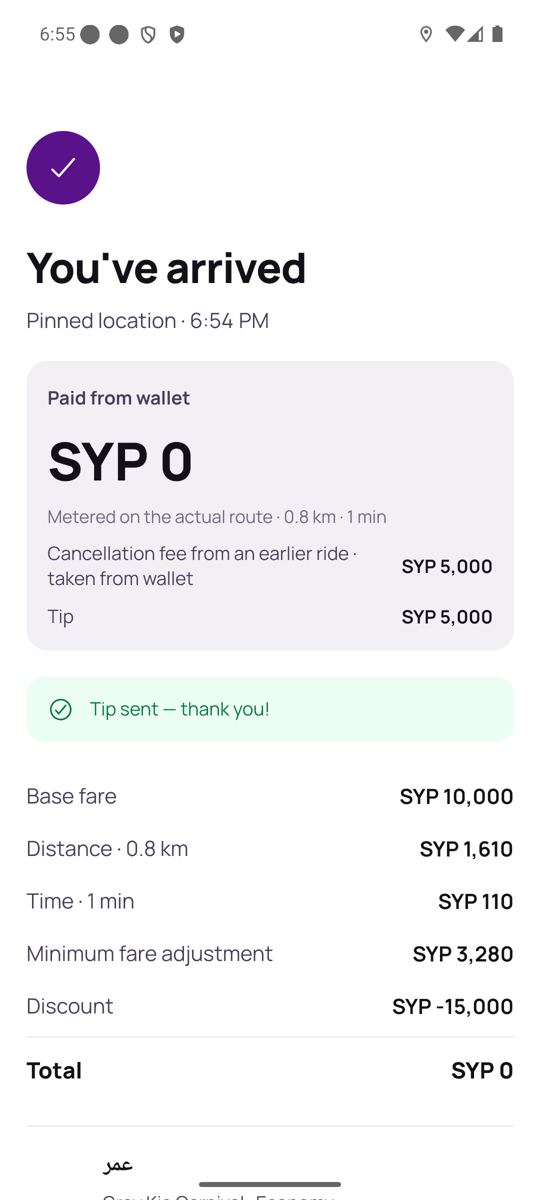 6:55
You've arrived
Pinned location · 6:54 PM
Paid from wallet
SYP 0
Metered on the actual route · 0.8 km · 1 min
Cancellation fee from an earlier ride · taken from wallet SYP 5,000
Tip SYP 5,000
Tip sent — thank you!
Base fare SYP 10,000
Distance · 0.8 km SYP 1,610
Time · 1 min SYP 110
Minimum fare adjustment SYP 3,280
Discount SYP -15,000
Total SYP 0
عمر